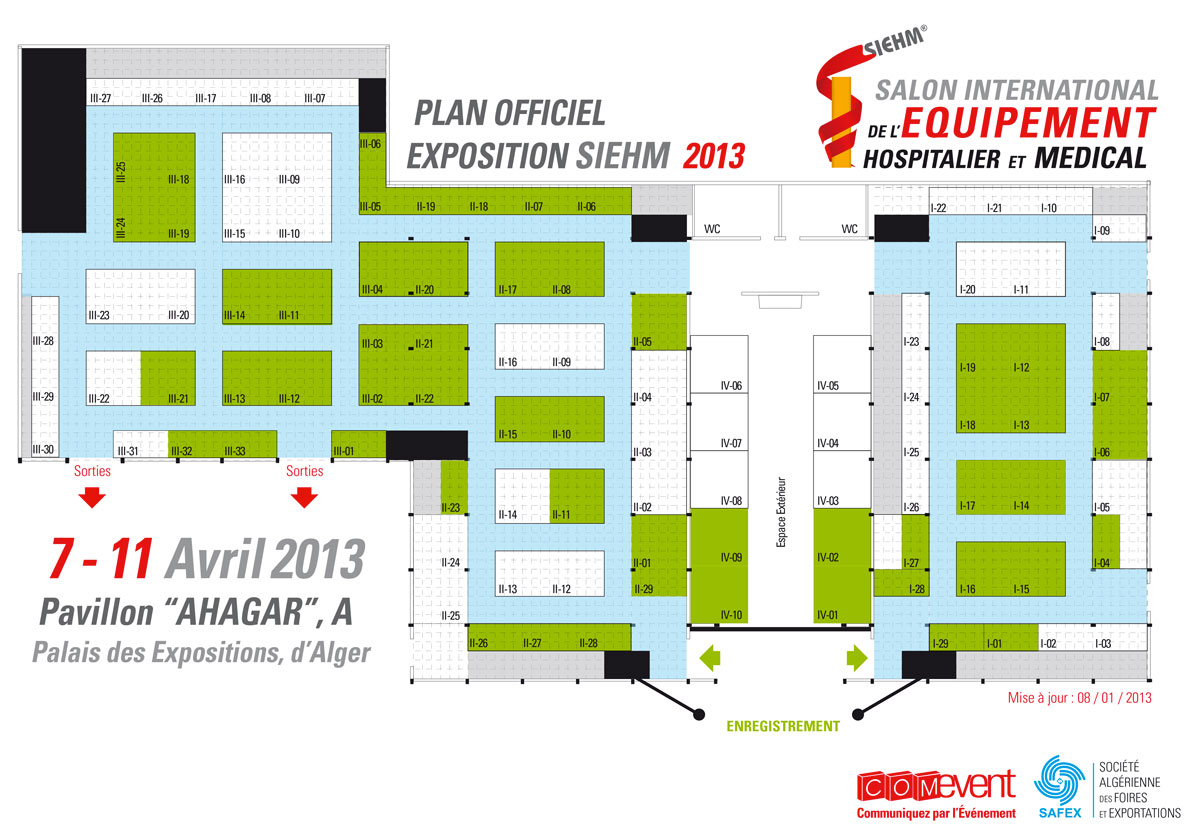 SIEHM®
SALON INTERNATIONAL
DE L'EQUIPEMENT
HOSPITALIER ET MEDICAL
PLAN OFFICIEL
EXPOSITION SIEHM 2013
III-27 III-26 III-17 III-08 III-07
III-06
III-25
III-18
III-16 III-09
III-24
III-19
III-15 III-10
III-05 II-19 II-18 II-07 II-06
WC
WC
I-22 I-21 I-10
I-09
III-04 II-20
II-17 II-08
I-20 I-11
III-23 III-20
III-14 III-11
III-28
III-03 II-21
II-05
I-23
I-08
II-16 II-09
I-19 I-12
III-29
III-22 III-21
III-13 III-12
III-02 II-22
II-04
IV-06
IV-05
I-24
I-07
II-15 II-10
I-18 I-13
III-30
III-31 III-32 III-33
III-01
II-03
IV-07
IV-04
I-25
I-06
Sorties
Sorties
II-23
II-14 II-11
II-02
IV-08
Espace Extérieur
IV-03
I-26
I-17 I-14
I-05
II-24
II-01
IV-09
IV-02
I-27
I-04
II-13 II-12
II-29
I-28
I-16 I-15
II-25
IV-10
IV-01
II-26 II-27 II-28
I-29 I-01 I-02 I-03
7 - 11 Avril 2013
Pavillon “AHAGAR”, A
Palais des Expositions, d'Alger
Mise à jour : 08 / 01 / 2013
ENREGISTREMENT
COMevent
Communiquez par l'Événement
SAFEX
SOCIÉTÉ
ALGÉRIENNE
DES FOIRES
ET EXPORTATIONS